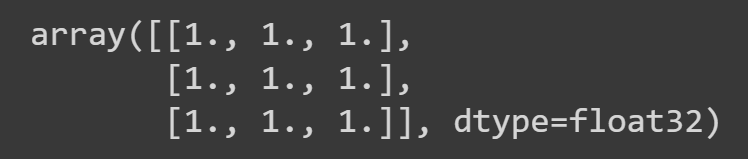 array([[1., 1., 1.],
       [1., 1., 1.],
       [1., 1., 1.]], dtype=float32)